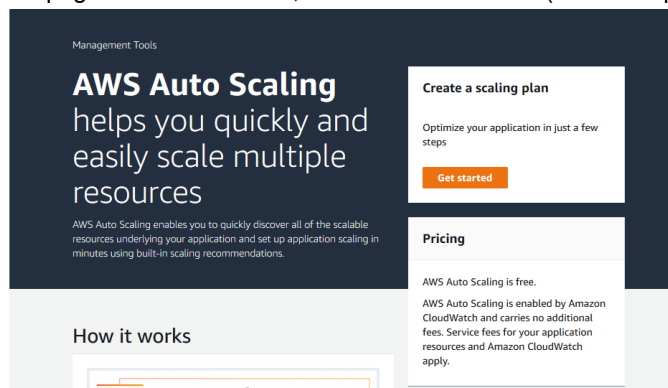 Management Tools
AWS Auto Scaling
helps you quickly and
easily scale multiple
resources
AWS Auto Scaling enables you to quickly discover all of the scalable
resources underlying your application and set up application scaling in
minutes using built-in scaling recommendations.
Create a scaling plan
Optimize your application in just a few
steps
Get started
Pricing
AWS Auto Scaling is free.
AWS Auto Scaling is enabled by Amazon
CloudWatch and carries no additional
fees. Service fees for your application
resources and Amazon CloudWatch
apply.
How it works